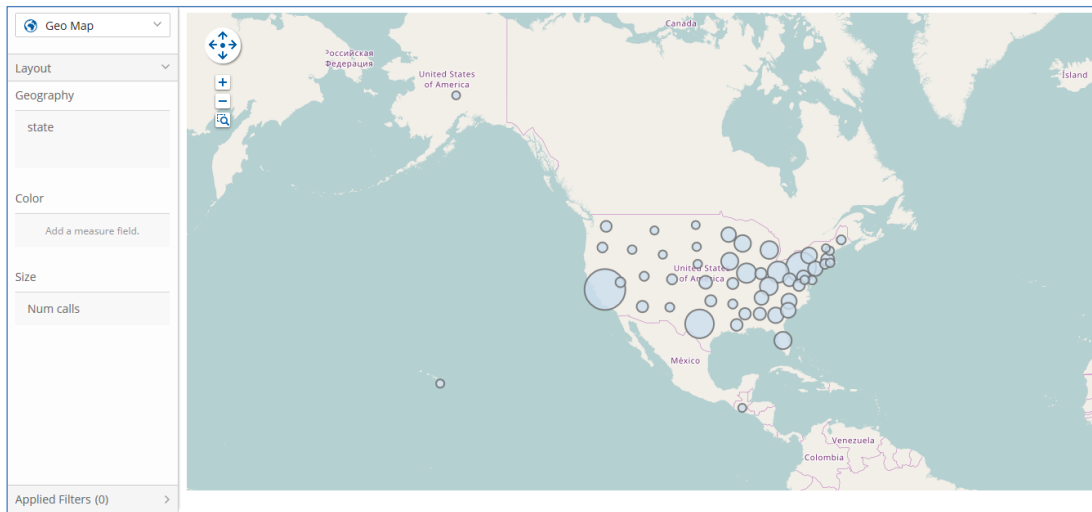 Geo Map
Layout
Geography
state
Color
Add a measure field.
Size
Num calls
Applied Filters (0)
Canada
Российская
Федерация
United States
of America
Ísland
United States
of America
México
Venezuela
Colombia